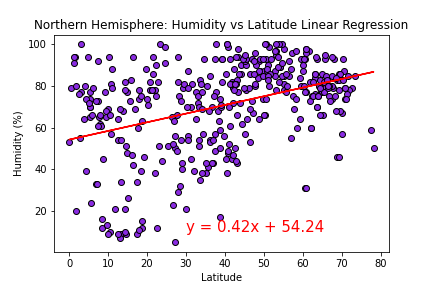 Northern Hemisphere: Humidity vs Latitude Linear Regression
100
80
60
40
20
Humidity (%)
y = 0.42x + 54.24
0 10 20 30 40 50 60 70 80
Latitude